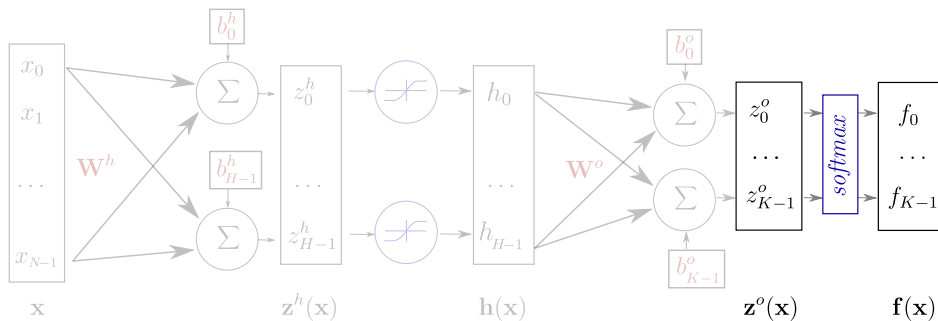 b_0^h
b_0^o
x_0
x_1
...
x_{N-1}
W^h
Σ
b_{H-1}^h
Σ
z_0^h
...
z_{H-1}^h
h_0
...
h_{H-1}
W^o
Σ
Σ
b_{K-1}^o
z_0^o
...
z_{K-1}^o
softmax
f_0
...
f_{K-1}
x
z^h(x)
h(x)
z^o(x)
f(x)